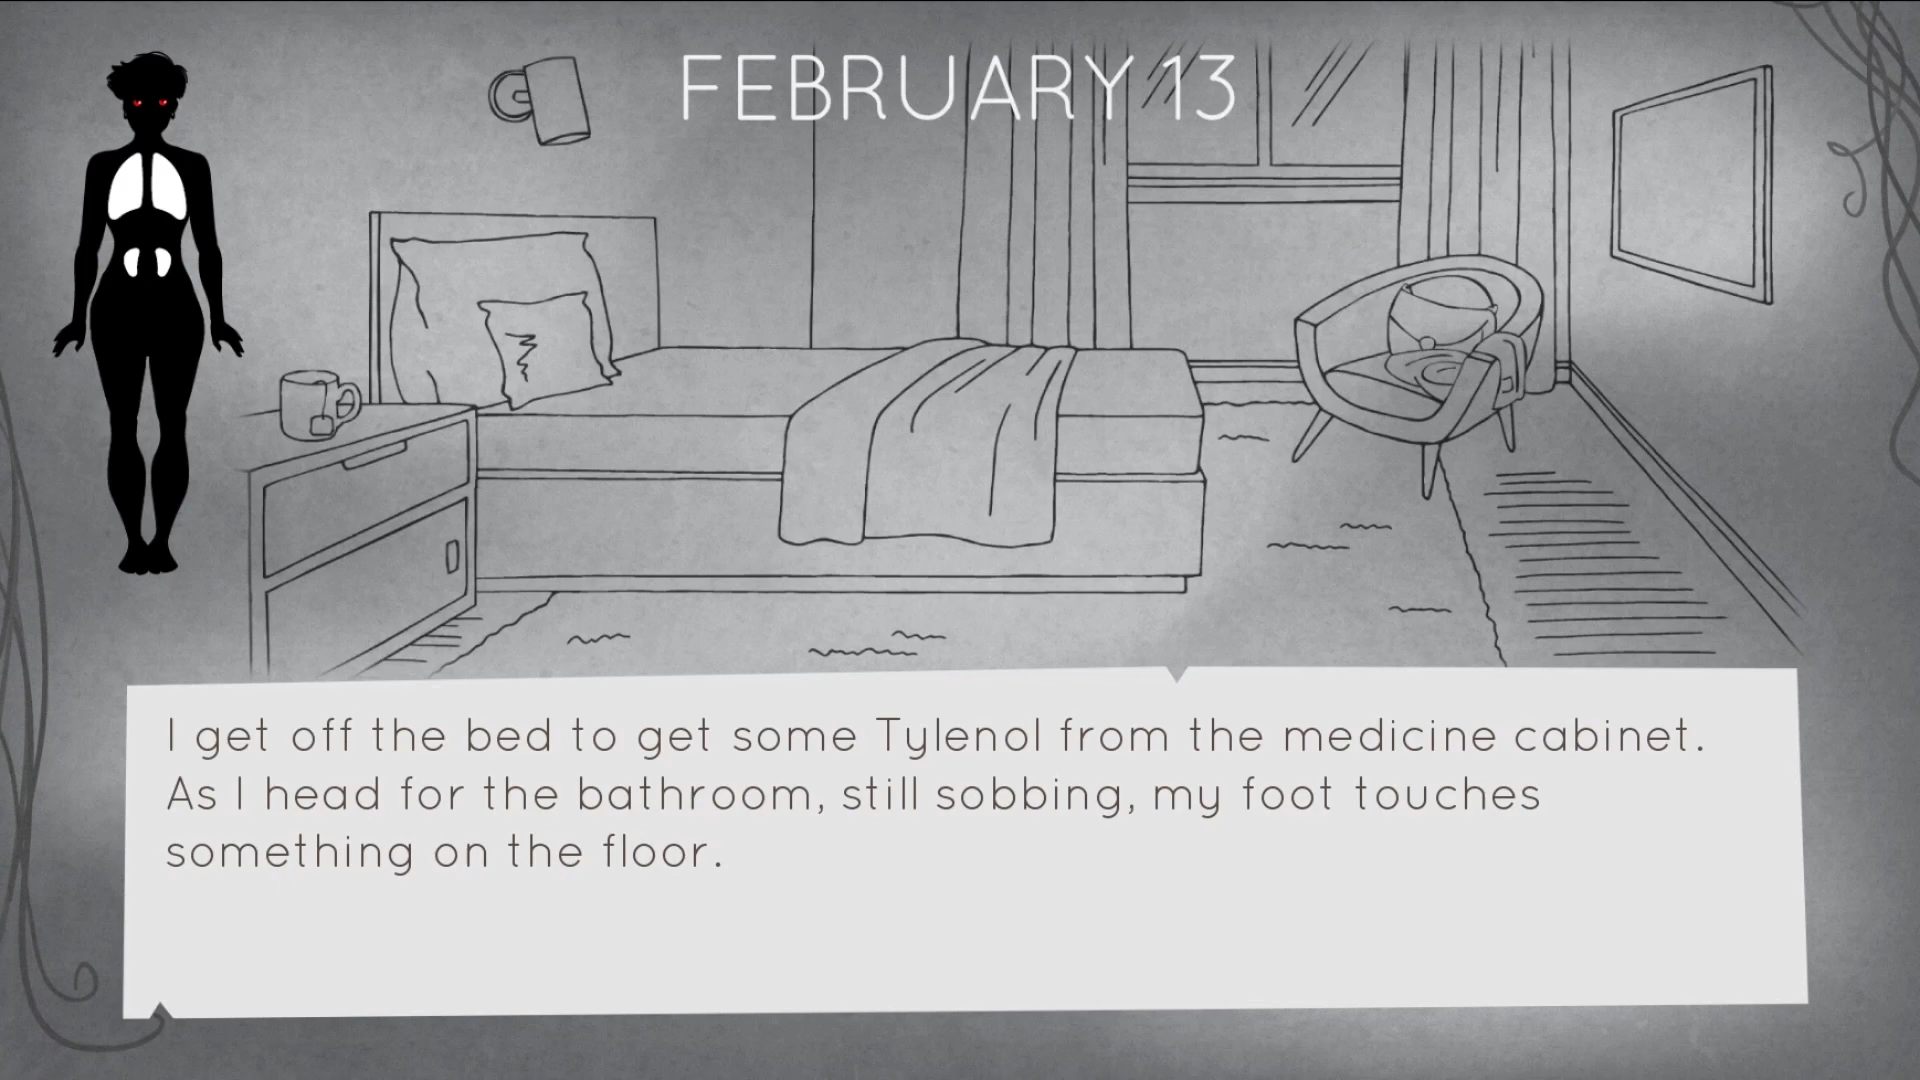 FEBRUARY 13
I get off the bed to get some Tylenol from the medicine cabinet.
As I head for the bathroom, still sobbing, my foot touches
something on the floor.